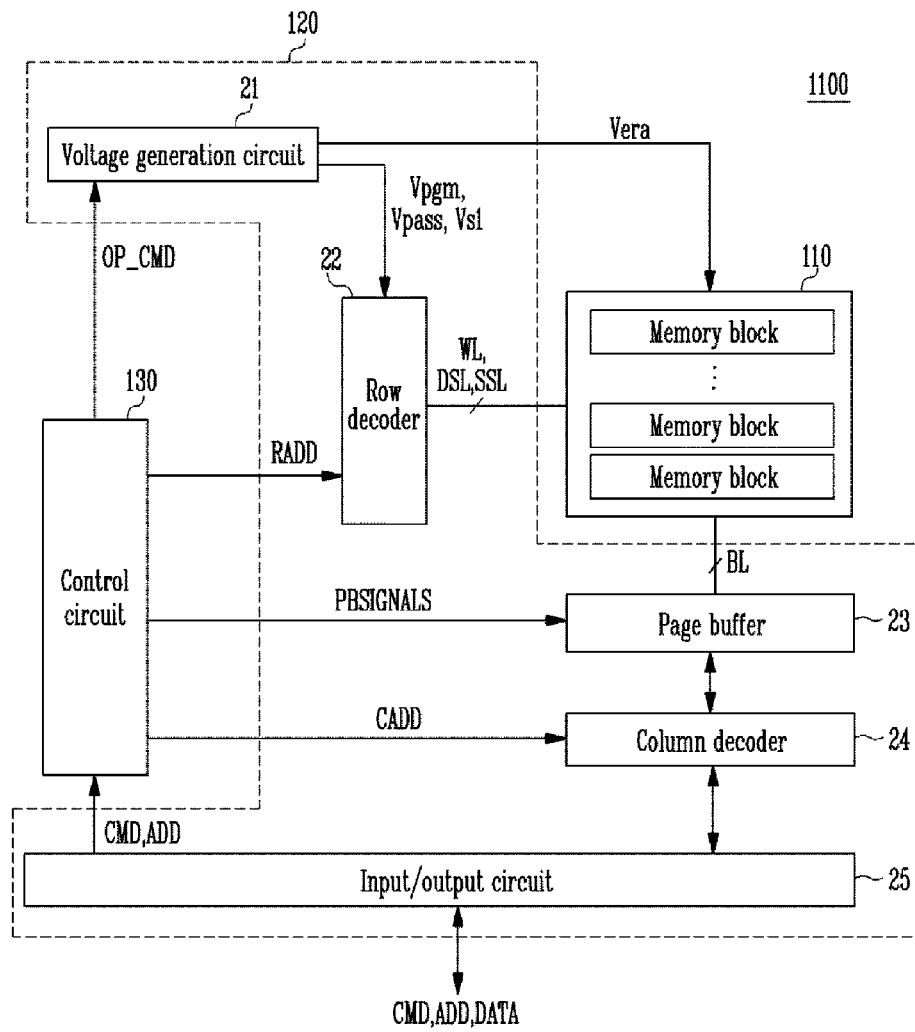 120
1100
21
Vera
Voltage generation circuit
Vpgm,
Vpass, Vsl
OP_CMD
22
110
Memory block
⋮
WL,
DSL,SSL
Row
decoder
130
Memory block
RADD
Memory block
BL
Control
circuit
PBSIGNALS
Page buffer
23
CADD
Column decoder
24
CMD,ADD
Input/output circuit
25
CMD,ADD,DATA